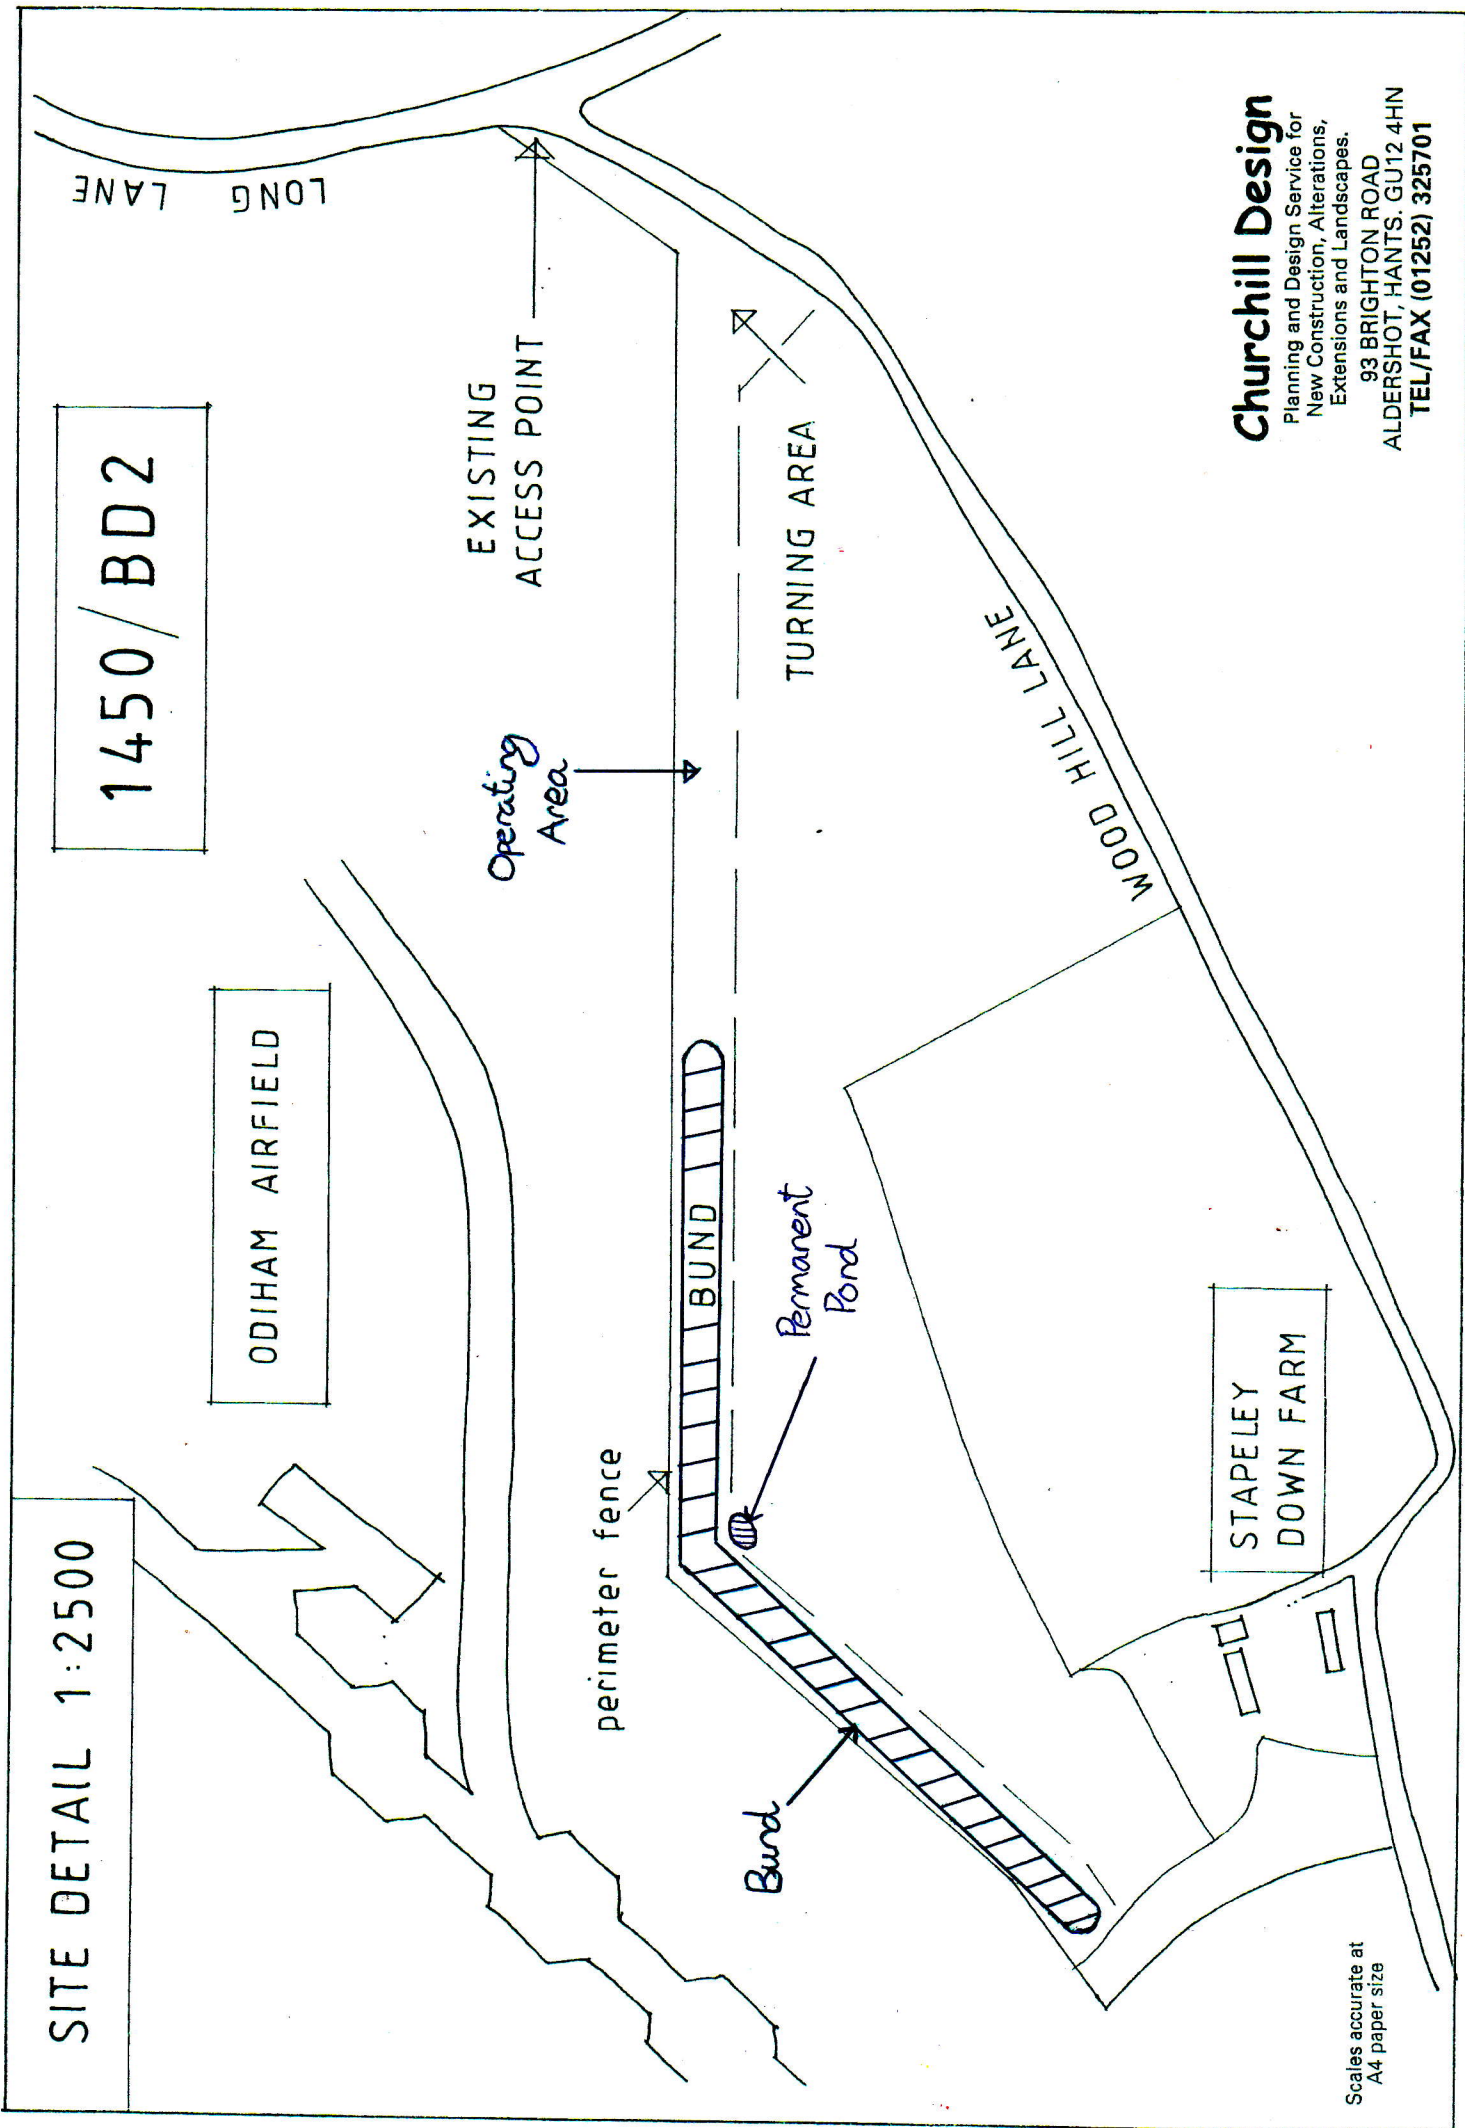 SITE DETAIL 1:2500
1450/BD2
ODIHAM AIRFIELD
LONG LANE
EXISTING
ACCESS POINT
Operating
Area
perimeter fence
BUND
TURNING AREA
Permanent
Pond
Bund
WOOD HILL LANE
STAPELEY
DOWN FARM
Churchill Design
Planning and Design Service for
New Construction, Alterations,
Extensions and Landscapes.
93 BRIGHTON ROAD
ALDERSHOT, HANTS. GU12 4HN
TEL/FAX (01252) 325701
Scales accurate at
A4 paper size